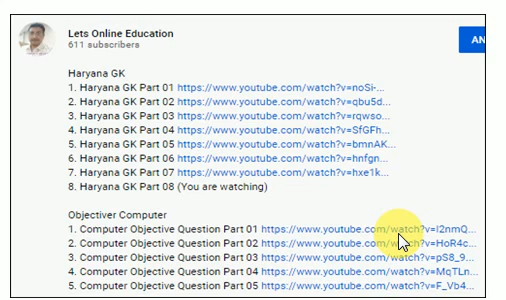 Lets Online Education
611 subscribers
AN
Haryana GK
1. Haryana GK Part 01 https://www.youtube.com/watch?v=noSi-...
2. Haryana GK Part 02 https://www.youtube.com/watch?v=qbu5d...
3. Haryana GK Part 03 https://www.youtube.com/watch?v=rqwso...
4. Haryana GK Part 04 https://www.youtube.com/watch?v=SfGFh...
5. Haryana GK Part 05 https://www.youtube.com/watch?v=bmnAK...
6. Haryana GK Part 06 https://www.youtube.com/watch?v=hnfgn...
7. Haryana GK Part 07 https://www.youtube.com/watch?v=hxe1k...
8. Haryana GK Part 08 (You are watching)
Objectiver Computer
1. Computer Objective Question Part 01 https://www.youtube.com/watch?v=I2nmQ...
2. Computer Objective Question Part 02 https://www.youtube.com/watch?v=HoR4c...
3. Computer Objective Question Part 03 https://www.youtube.com/watch?v=pS8_9...
4. Computer Objective Question Part 04 https://www.youtube.com/watch?v=MqTLn...
5. Computer Objective Question Part 05 https://www.youtube.com/watch?v=F_Vb4...